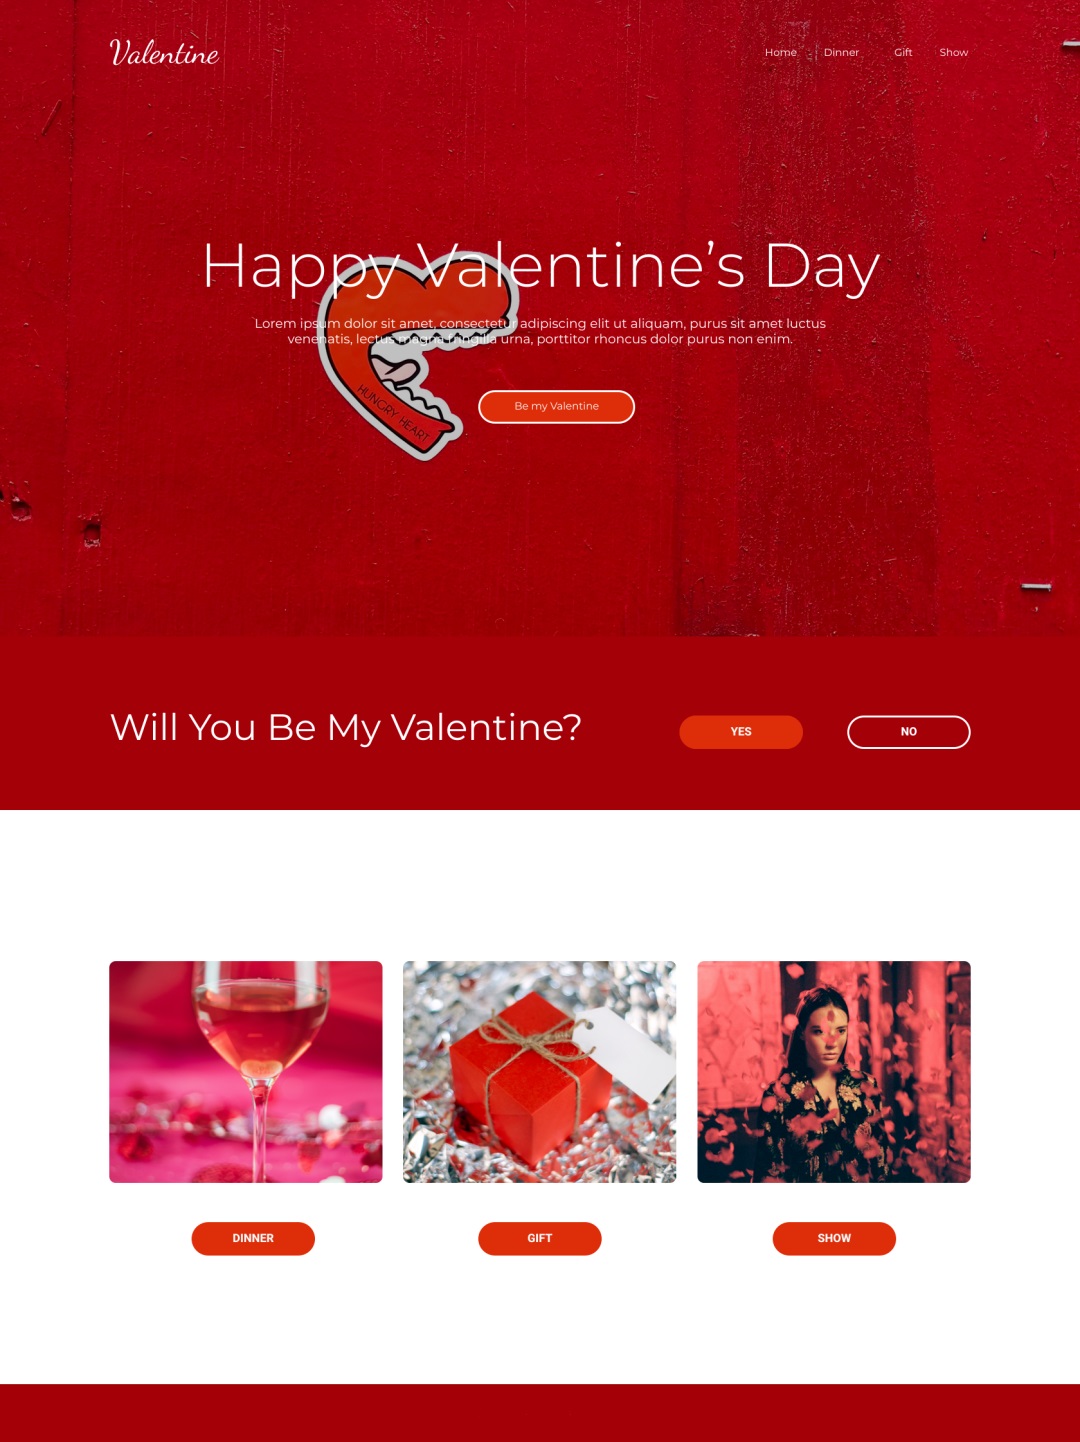 Valentine
Home Dinner Gift Show
Happy Valentine’s Day
Lorem ipsum dolor sit amet, consectetur adipiscing elit ut aliquam, purus sit amet luctus
venenatis, lectus magna fringilla urna, porttitor rhoncus dolor purus non enim.
HUNGRY HEART
Be my Valentine
Will You Be My Valentine?
YES
NO
DINNER
GIFT
SHOW